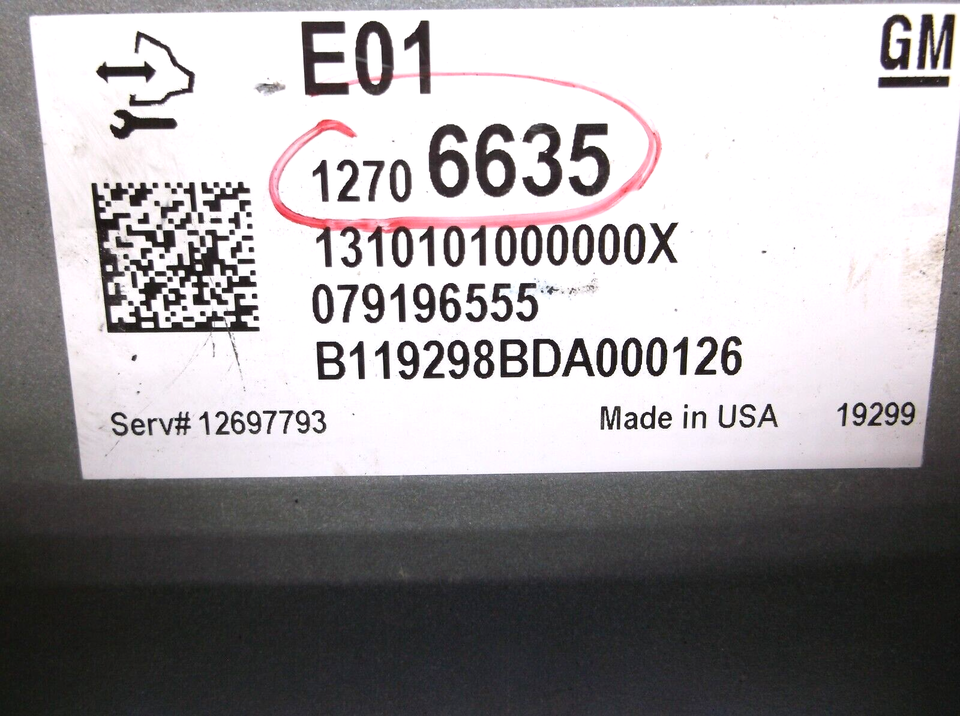 E01
GM
1270 6635
1310101000000X
079196555
B119298BDA000126
Serv# 12697793 Made in USA 19299